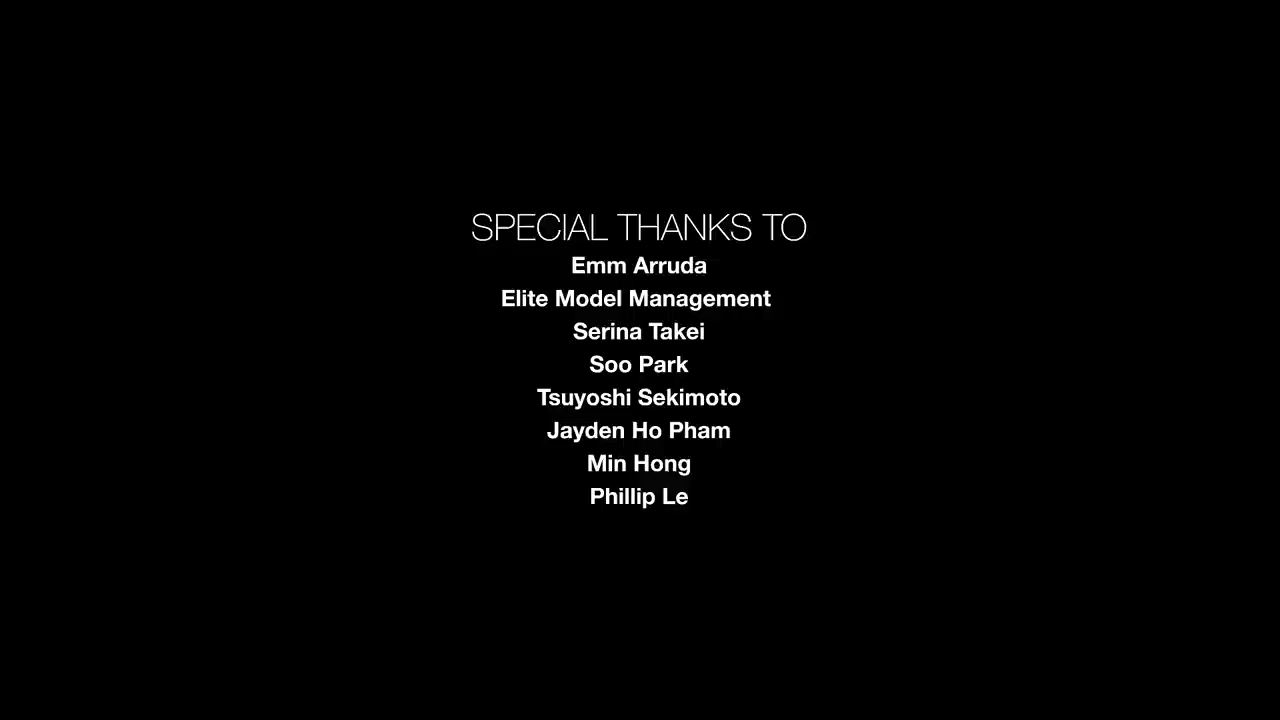 SPECIAL THANKS TO
Emm Arruda
Elite Model Management
Serina Takei
Soo Park
Tsuyoshi Sekimoto
Jayden Ho Pham
Min Hong
Phillip Le